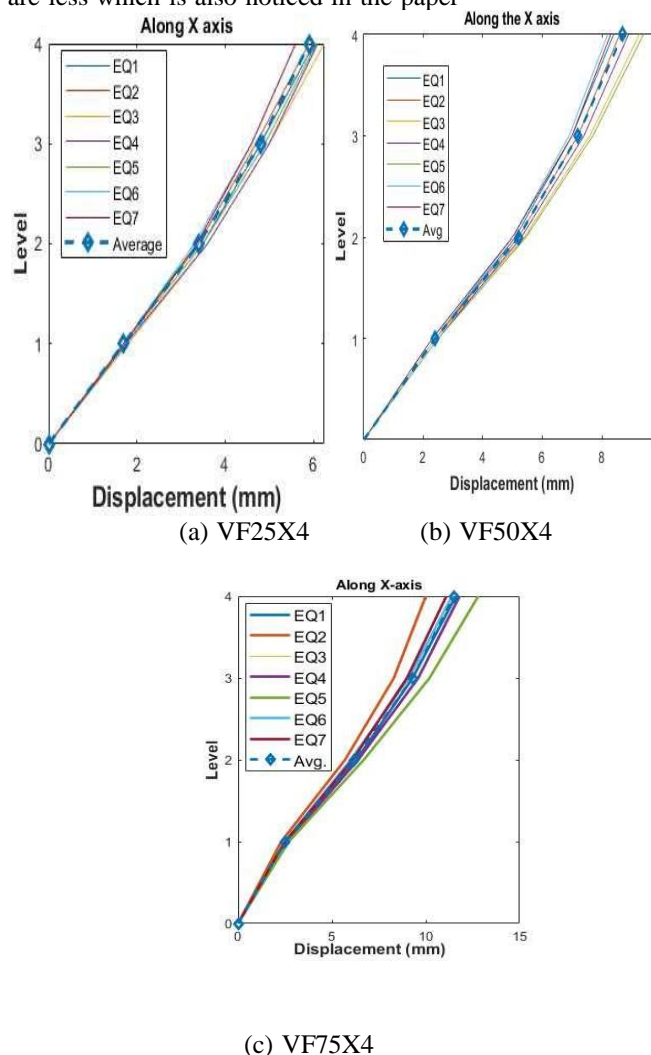 are less which is also noticed in the paper
Along X axis
4
3
2
1
0
Level
EQ1
EQ2
EQ3
EQ4
EQ5
EQ6
EQ7
Average
0 2 4 6
Displacement (mm)
Along the X axis
4
3
2
1
Level
EQ1
EQ2
EQ3
EQ4
EQ5
EQ6
EQ7
Avg
0 2 4 6 8
Displacement (mm)
(a) VF25X4 (b) VF50X4
Along X-axis
4
3
2
1
0
Level
EQ1
EQ2
EQ3
EQ4
EQ5
EQ6
EQ7
Avg.
0 5 10 15
Displacement (mm)
(c) VF75X4